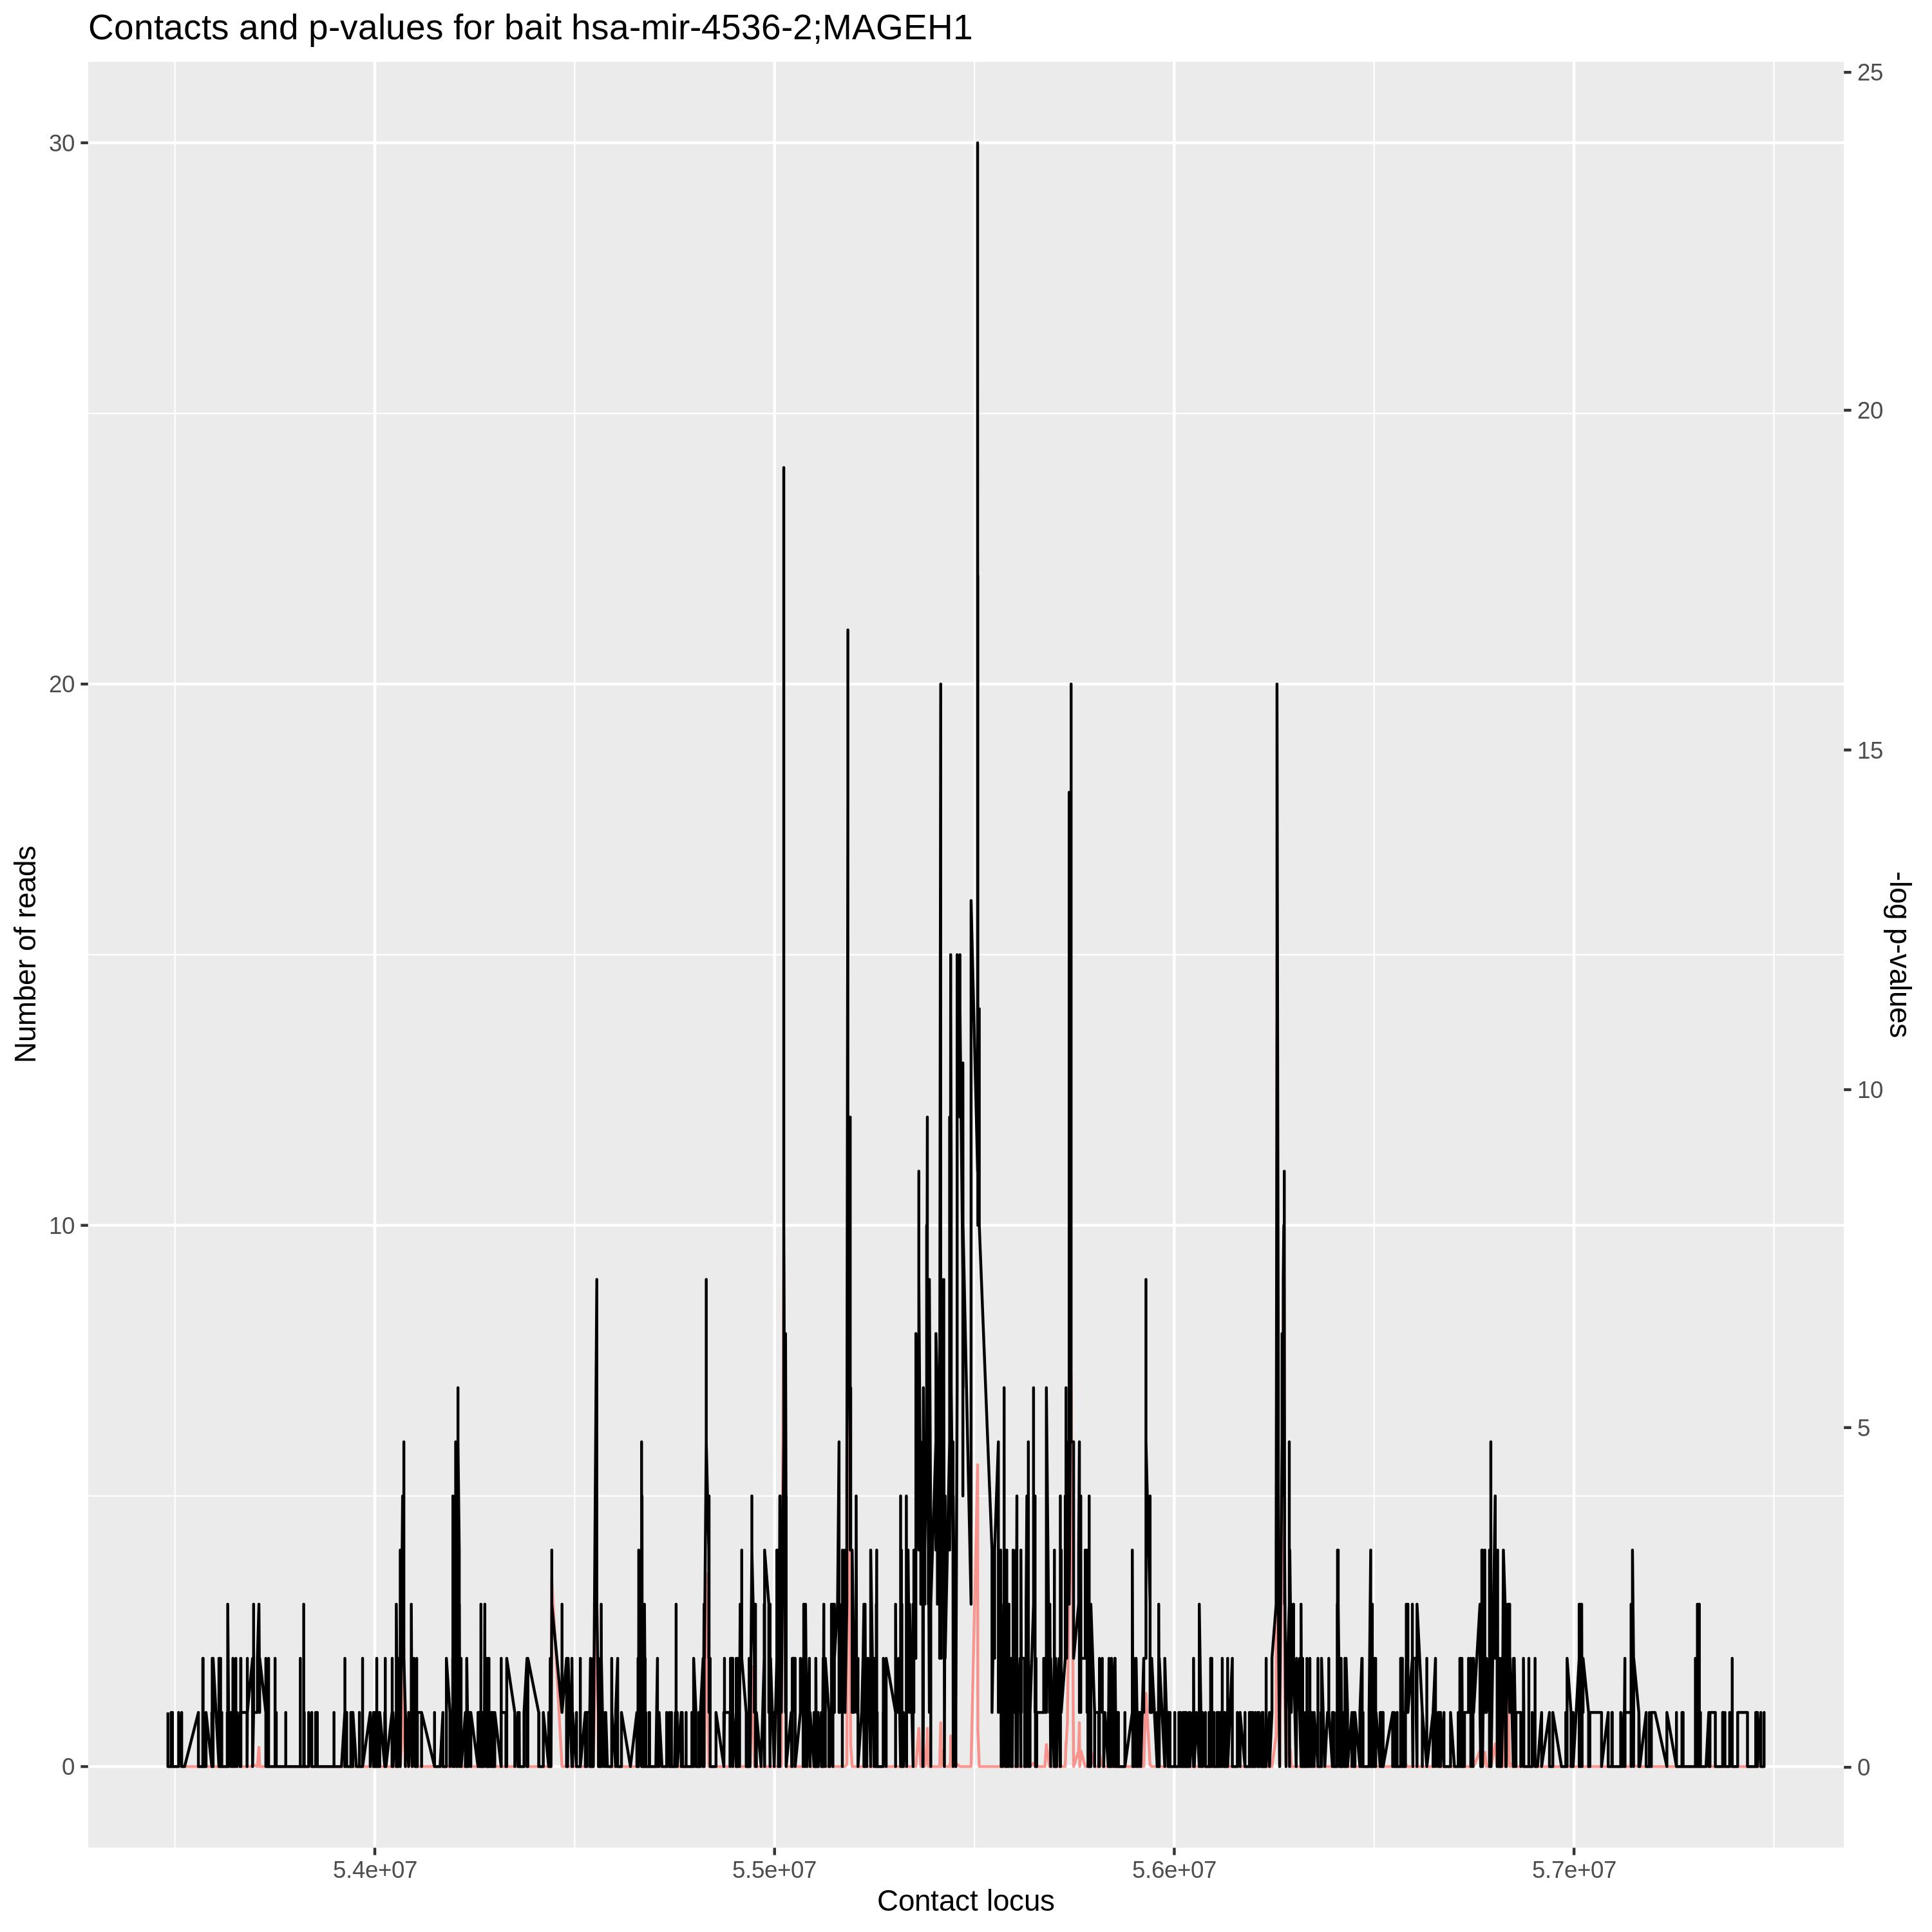 Contacts and p-values for bait hsa-mir-4536-2;MAGEH1
30
20
10
0
Number of reads
25
20
15
10
5
0
-log p-values
5.4e+07
5.5e+07
5.6e+07
5.7e+07
Contact locus